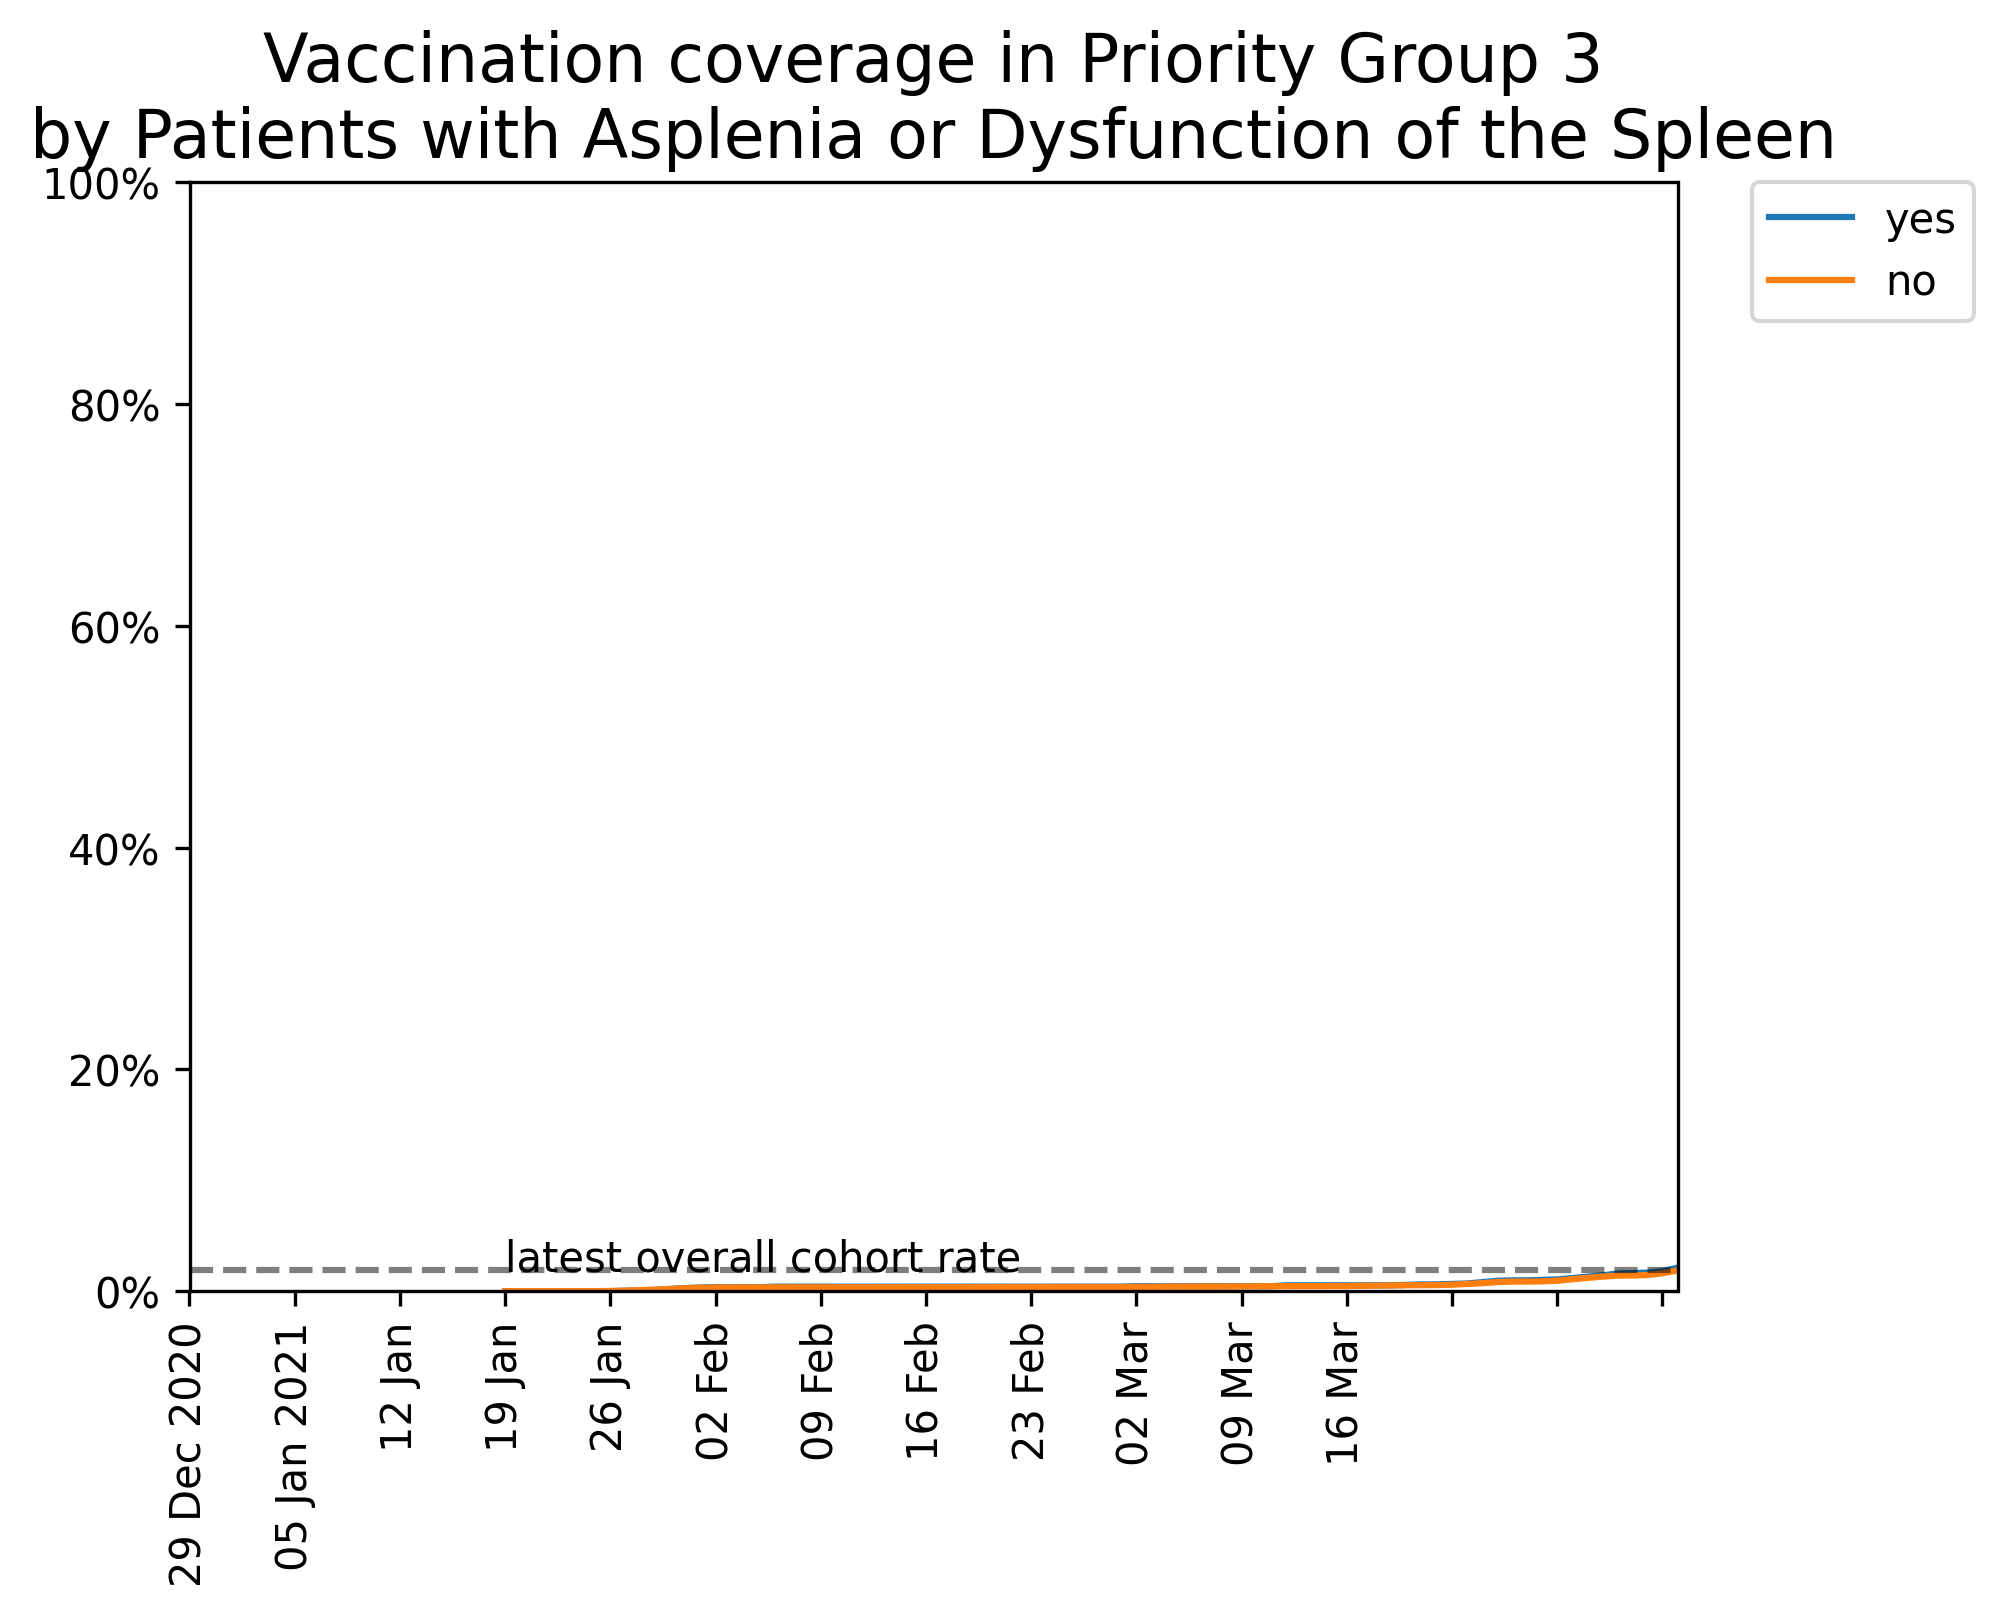 Vaccination coverage in Priority Group 3
by Patients with Asplenia or Dysfunction of the Spleen
100%
80%
60%
40%
20%
0%
latest overall cohort rate
29 Dec 2020
05 Jan 2021
12 Jan
19 Jan
26 Jan
02 Feb
09 Feb
16 Feb
23 Feb
02 Mar
09 Mar
16 Mar
yes
no